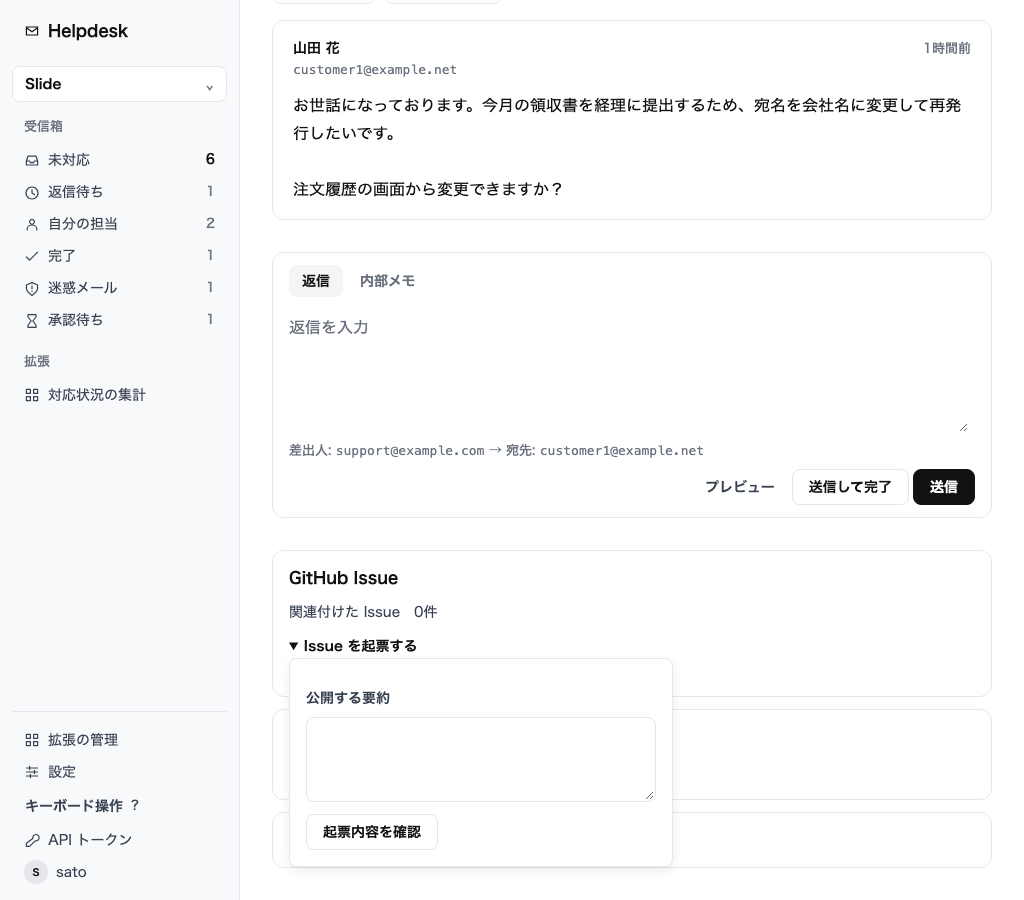 Helpdesk
Slide
受信箱
未対応 6
返信待ち 1
自分の担当 2
完了 1
迷惑メール 1
承認待ち 1
拡張
対応状況の集計
拡張の管理
設定
キーボード操作 ?
API トークン
S sato
山田 花 1時間前
customer1@example.net
お世話になっております。今月の領収書を経理に提出するため、宛名を会社名に変更して再発
行したいです。
注文履歴の画面から変更できますか？
返信 内部メモ
返信を入力
差出人: support@example.com → 宛先: customer1@example.net
プレビュー 送信して完了 送信
GitHub Issue
関連付けた Issue 0件
▼ Issue を起票する
公開する要約
起票内容を確認